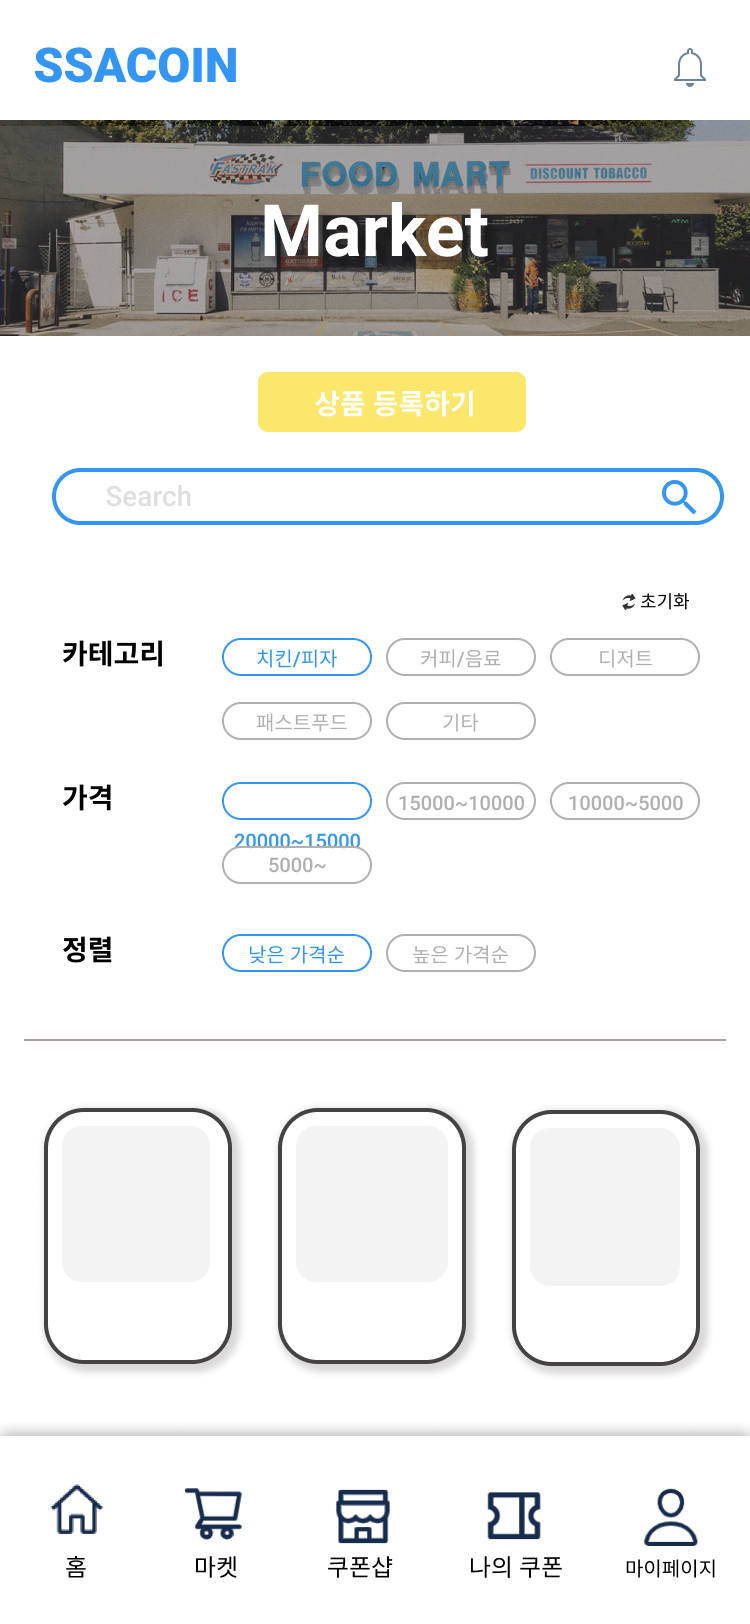 SSACOIN
FASTRAK
FOOD MART
DISCOUNT TOBACCO
Market
ATM
ICE
상품 등록하기
Search
초기화
카테고리
치킨/피자
커피/음료
디저트
패스트푸드
기타
가격
15000~10000
10000~5000
20000~15000
5000~
정렬
낮은 가격순
높은 가격순
홈
마켓
쿠폰샵
나의 쿠폰
마이페이지